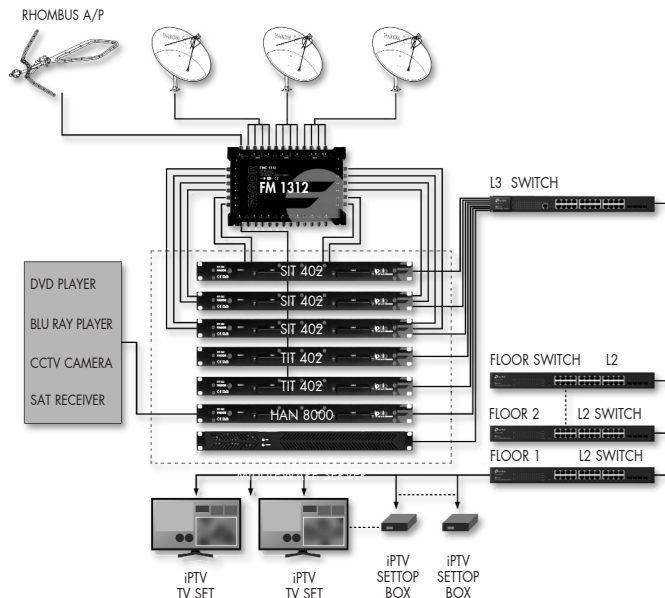 RHOMBUS A/P
FM 1312
L3 SWITCH
SIT 402
SIT 402
SIT 402
TIT 402
TIT 402
HAN 8000
DVD PLAYER
BLU RAY PLAYER
CCTV CAMERA
SAT RECEIVER
FLOOR SWITCH L2
FLOOR 2 L2 SWITCH
FLOOR 1 L2 SWITCH
MIDDLEWARE SERVER
iPTV
TV SET
iPTV
TV SET
iPTV
SETTOP
BOX
iPTV
SETTOP
BOX